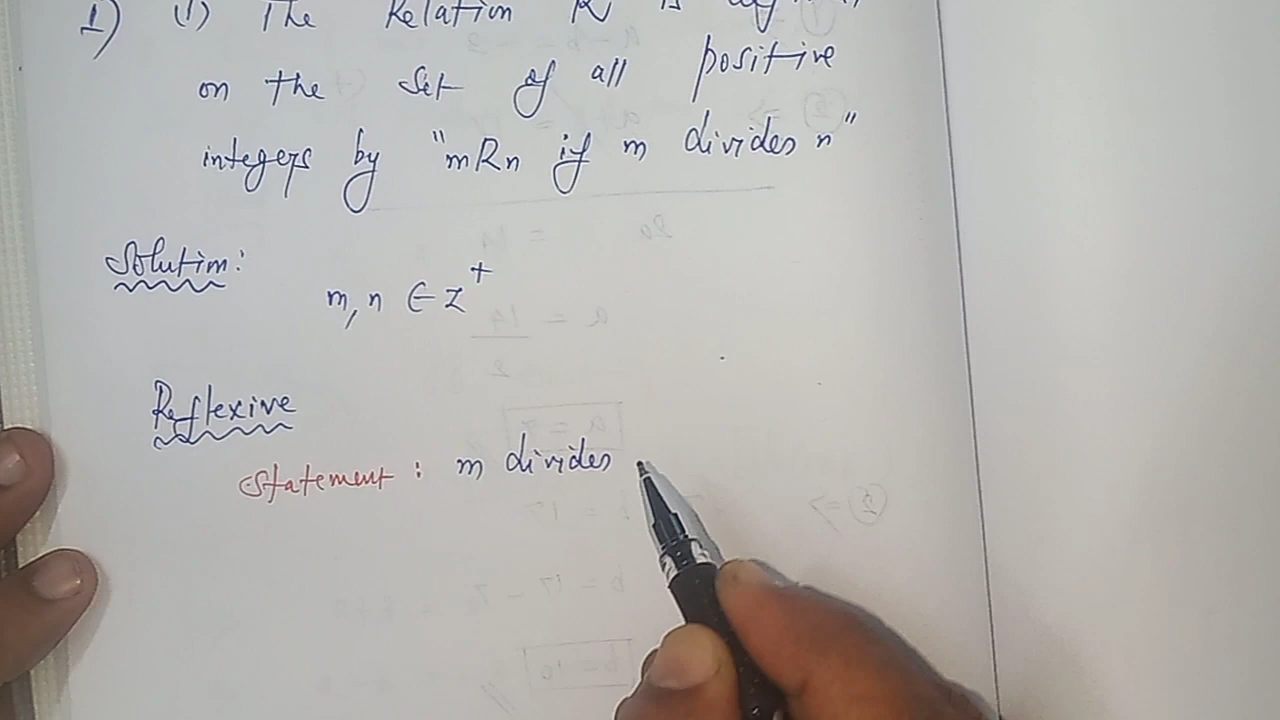 1) (1) The Relation R is
on the Set of all positive
integers by "mRn if m divides n"
Solution:
m, n ∈ Z⁺
Reflexive
Statement: m divides